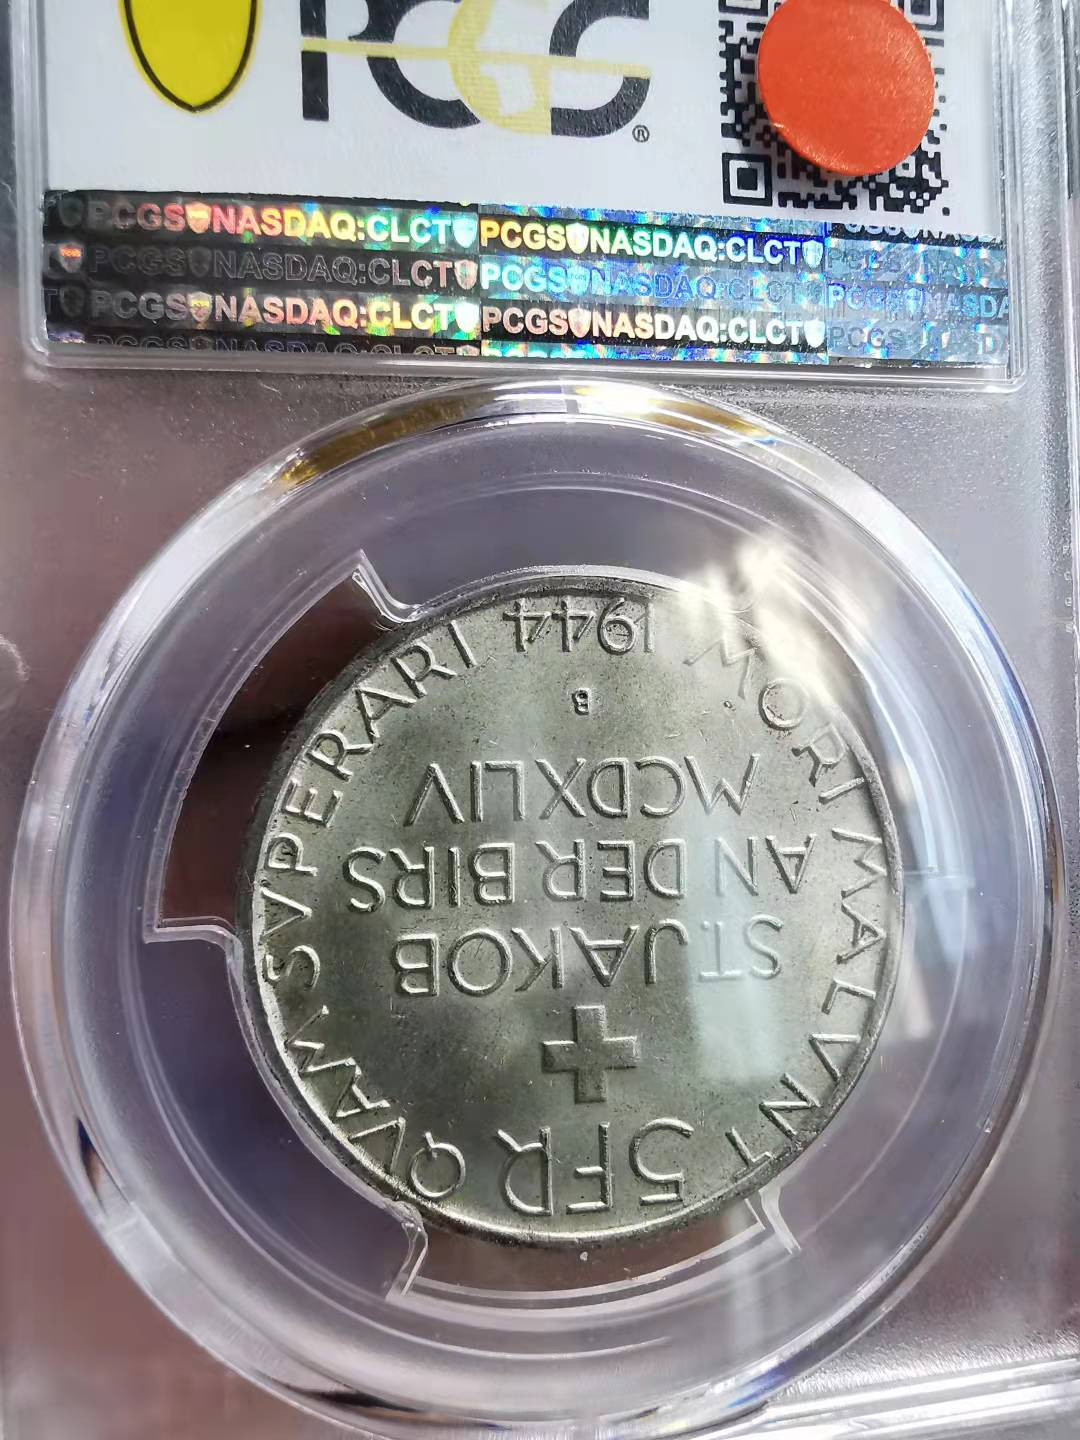 PCGS®
PCGS NASDAQ:CLCT PCGS NASDAQ:CLCT
PCGS NASDAQ:CLCT PCGS NASDAQ:CLCT
PCGS NASDAQ:CLCT PCGS NASDAQ:CLCT
5 FR
ST. JAKOB
AN DER BIRS
MCDXLIV
B
1944
MORI MALVNT QVAM. SVPERARI